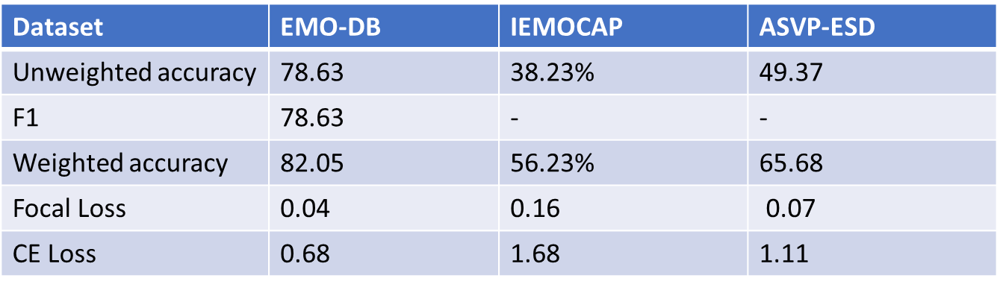 Dataset EMO-DB IEMOCAP ASVP-ESD
Unweighted accuracy 78.63 38.23% 49.37
F1 78.63 - -
Weighted accuracy 82.05 56.23% 65.68
Focal Loss 0.04 0.16 0.07
CE Loss 0.68 1.68 1.11